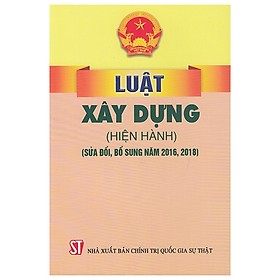 LUẬT
XÂY DỰNG
(HIỆN HÀNH)
(SỬA ĐỔI, BỔ SUNG NĂM 2016, 2018)
ST
NHÀ XUẤT BẢN CHÍNH TRỊ QUỐC GIA SỰ THẬT